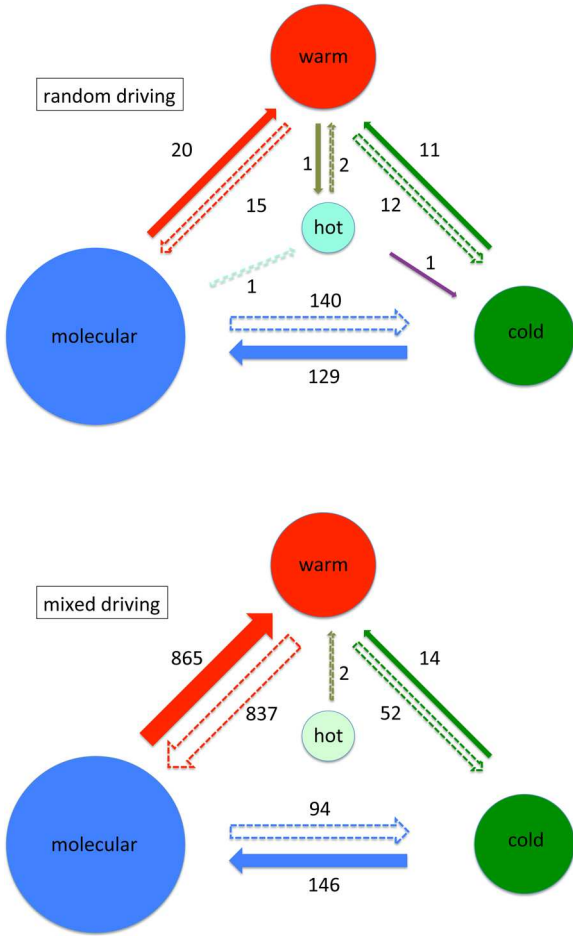 warm
random driving
20
11
1
2
15
12
hot
1
1
140
molecular
cold
129
warm
mixed driving
865
14
2
837
52
hot
94
molecular
cold
146